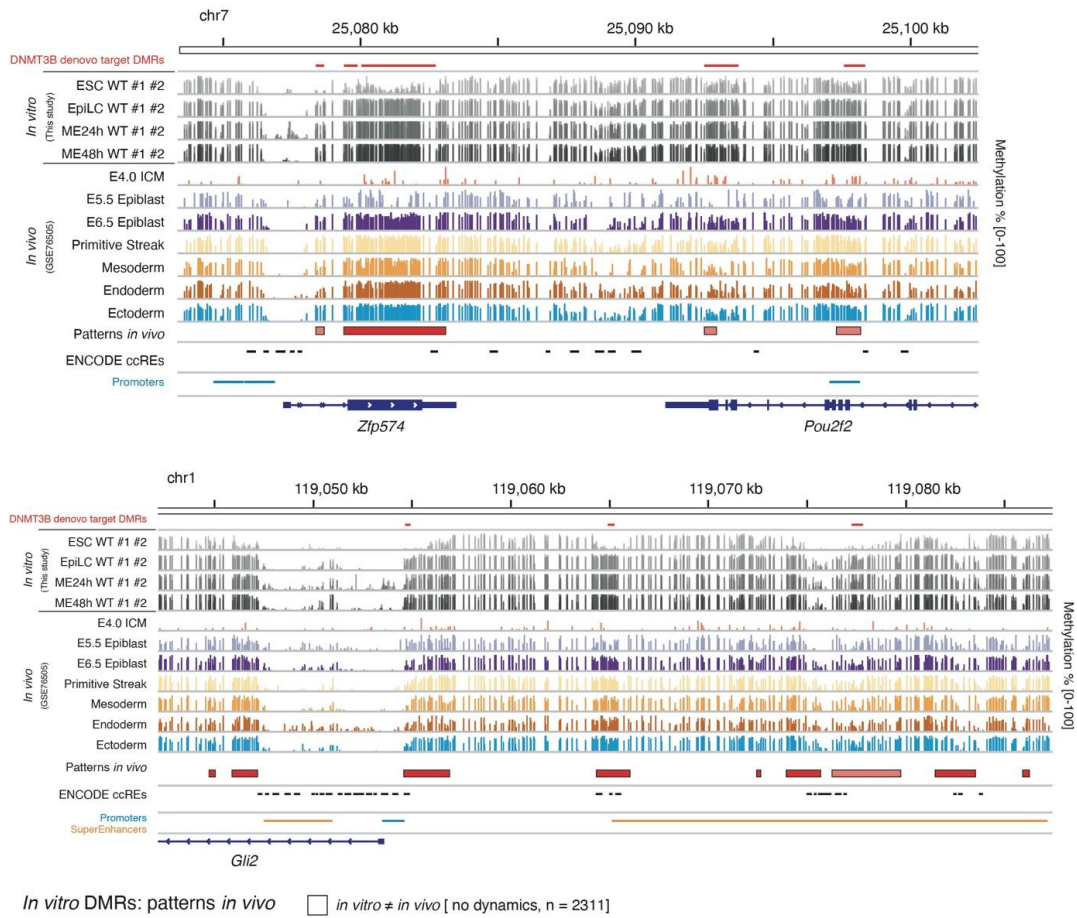 chr7
25,080 kb 25,090 kb 25,100 kb
DNMT3B denovo target DMRs
In vitro
(This study)
ESC WT #1 #2
EpiLC WT #1 #2
ME24h WT #1 #2
ME48h WT #1 #2
In vivo
(GSE76505)
E4.0 ICM
E5.5 Epiblast
E6.5 Epiblast
Primitive Streak
Mesoderm
Endoderm
Ectoderm
Methylation % [0-100]
Patterns in vivo
ENCODE ccREs
Promoters
Zfp574 Pou2f2
chr1
119,050 kb 119,060 kb 119,070 kb 119,080 kb
DNMT3B denovo target DMRs
In vitro
(This study)
ESC WT #1 #2
EpiLC WT #1 #2
ME24h WT #1 #2
ME48h WT #1 #2
In vivo
(GSE76505)
E4.0 ICM
E5.5 Epiblast
E6.5 Epiblast
Primitive Streak
Mesoderm
Endoderm
Ectoderm
Methylation % [0-100]
Patterns in vivo
ENCODE ccREs
Promoters
SuperEnhancers
Gli2
In vitro DMRs: patterns in vivo in vitro ≠ in vivo [ no dynamics, n = 2311]